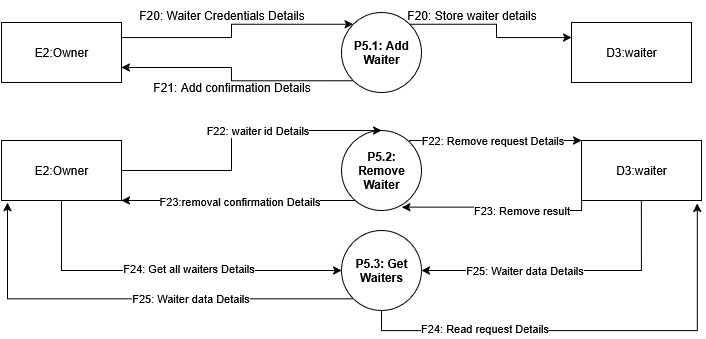 F20: Waiter Credentials Details
F20: Store waiter details
E2:Owner
P5.1: Add
Waiter
D3:waiter
F21: Add confirmation Details
F22: waiter id Details
F22: Remove request Details
E2:Owner
P5.2:
Remove
Waiter
D3:waiter
F23:removal confirmation Details
F23: Remove result
F24: Get all waiters Details
P5.3: Get
Waiters
F25: Waiter data Details
F25: Waiter data Details
F24: Read request Details